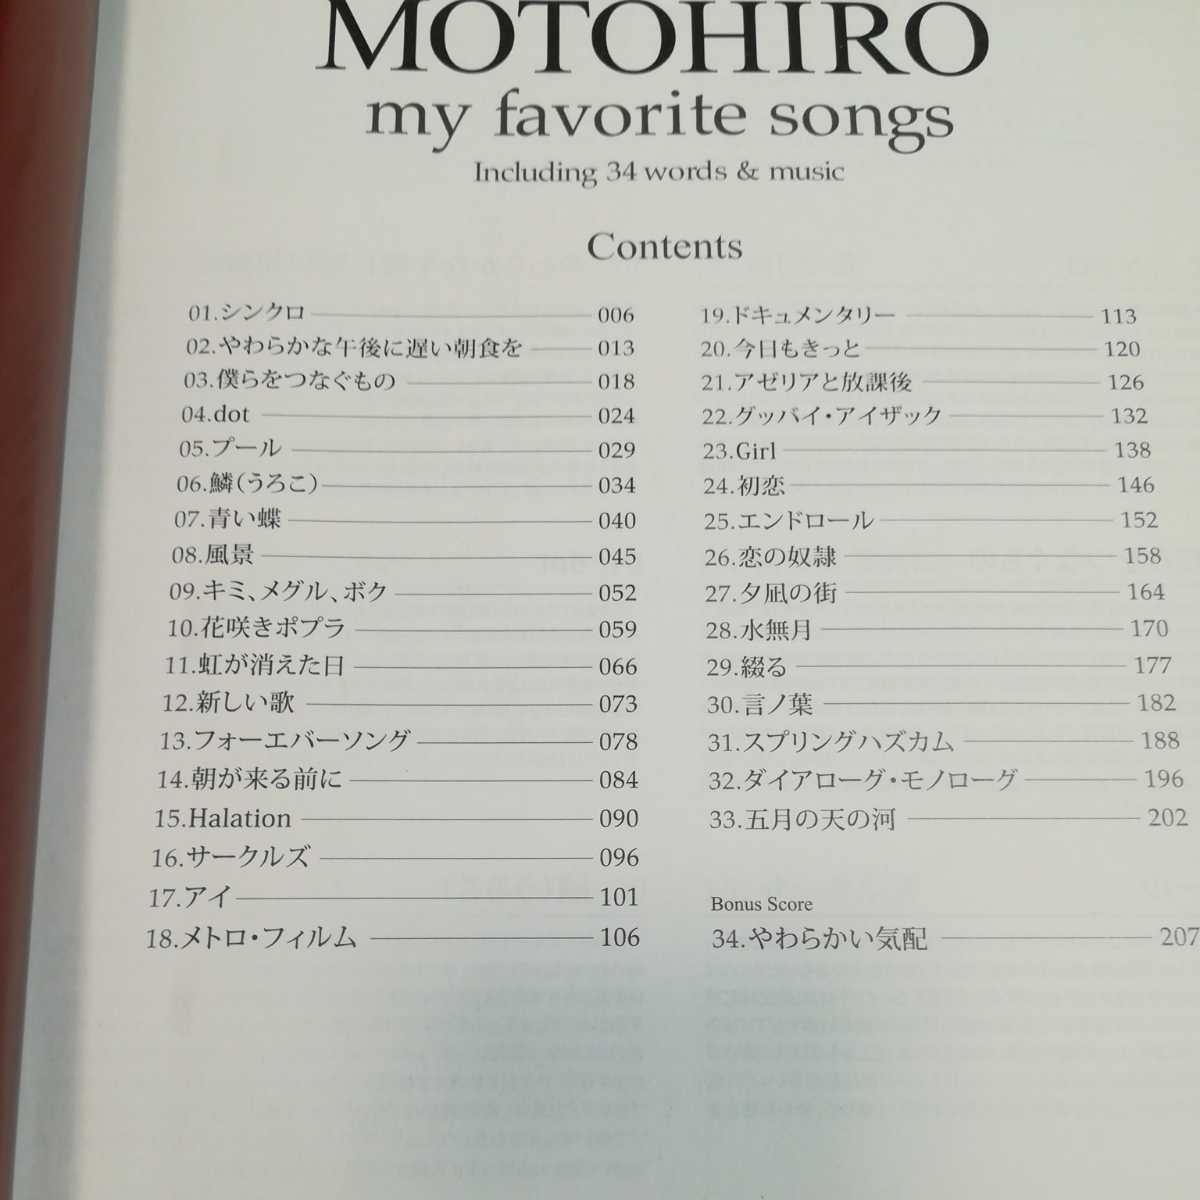 MOTOHIRO
my favorite songs
Including 34 words & music
Contents
01.シンクロ 006
02.やわらかな午後に遅い朝食を 013
03.僕らをつなぐもの 018
04.dot 024
05.プール 029
06.鱗(うろこ) 034
07.青い蝶 040
08.風景 045
09.キミ、メグル、ボク 052
10.花咲きポプラ 059
11.虹が消えた日 066
12.新しい歌 073
13.フォーエバーソング 078
14.朝が来る前に 084
15.Halation 090
16.サークルズ 096
17.アイ 101
18.メトロ・フィルム 106
19.ドキュメンタリー 113
20.今日もきっと 120
21.アゼリアと放課後 126
22.グッバイ・アイザック 132
23.Girl 138
24.初恋 146
25.エンドロール 152
26.恋の奴隷 158
27.夕凪の街 164
28.水無月 170
29.綴る 177
30.言ノ葉 182
31.スプリングハズカム 188
32.ダイアローグ・モノローグ 196
33.五月の天の河 202
Bonus Score
34.やわらかい気配 207